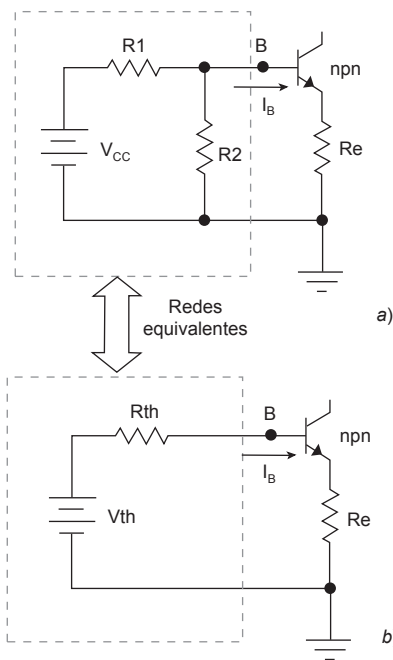 R1
B
npn
I_B
V_CC
R2
Re
Redes
equivalentes
a)
Rth
B
npn
I_B
Vth
Re
b